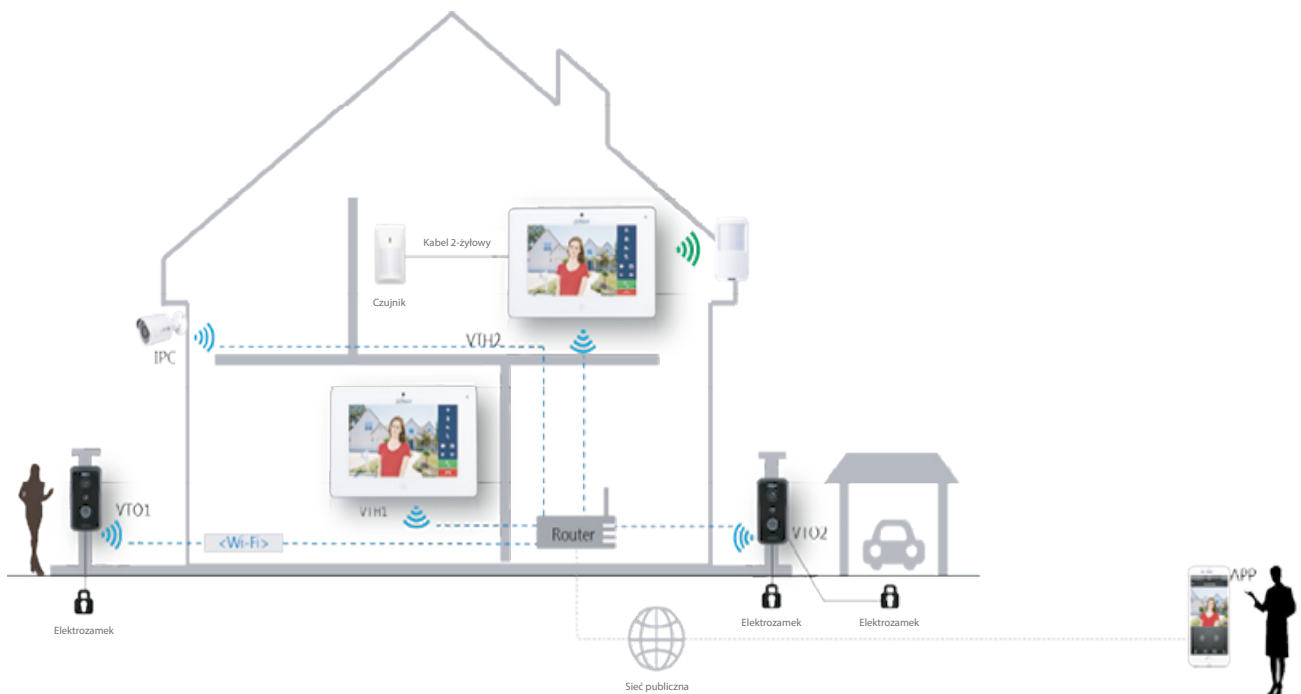 Kabel 2-żyłowy
Czujnik
VTH2
IPC
VTH1
VTO1
<Wi-Fi>
Router
VTO2
APP
Elektrozamek
Elektrozamek
Elektrozamek
Sieć publiczna